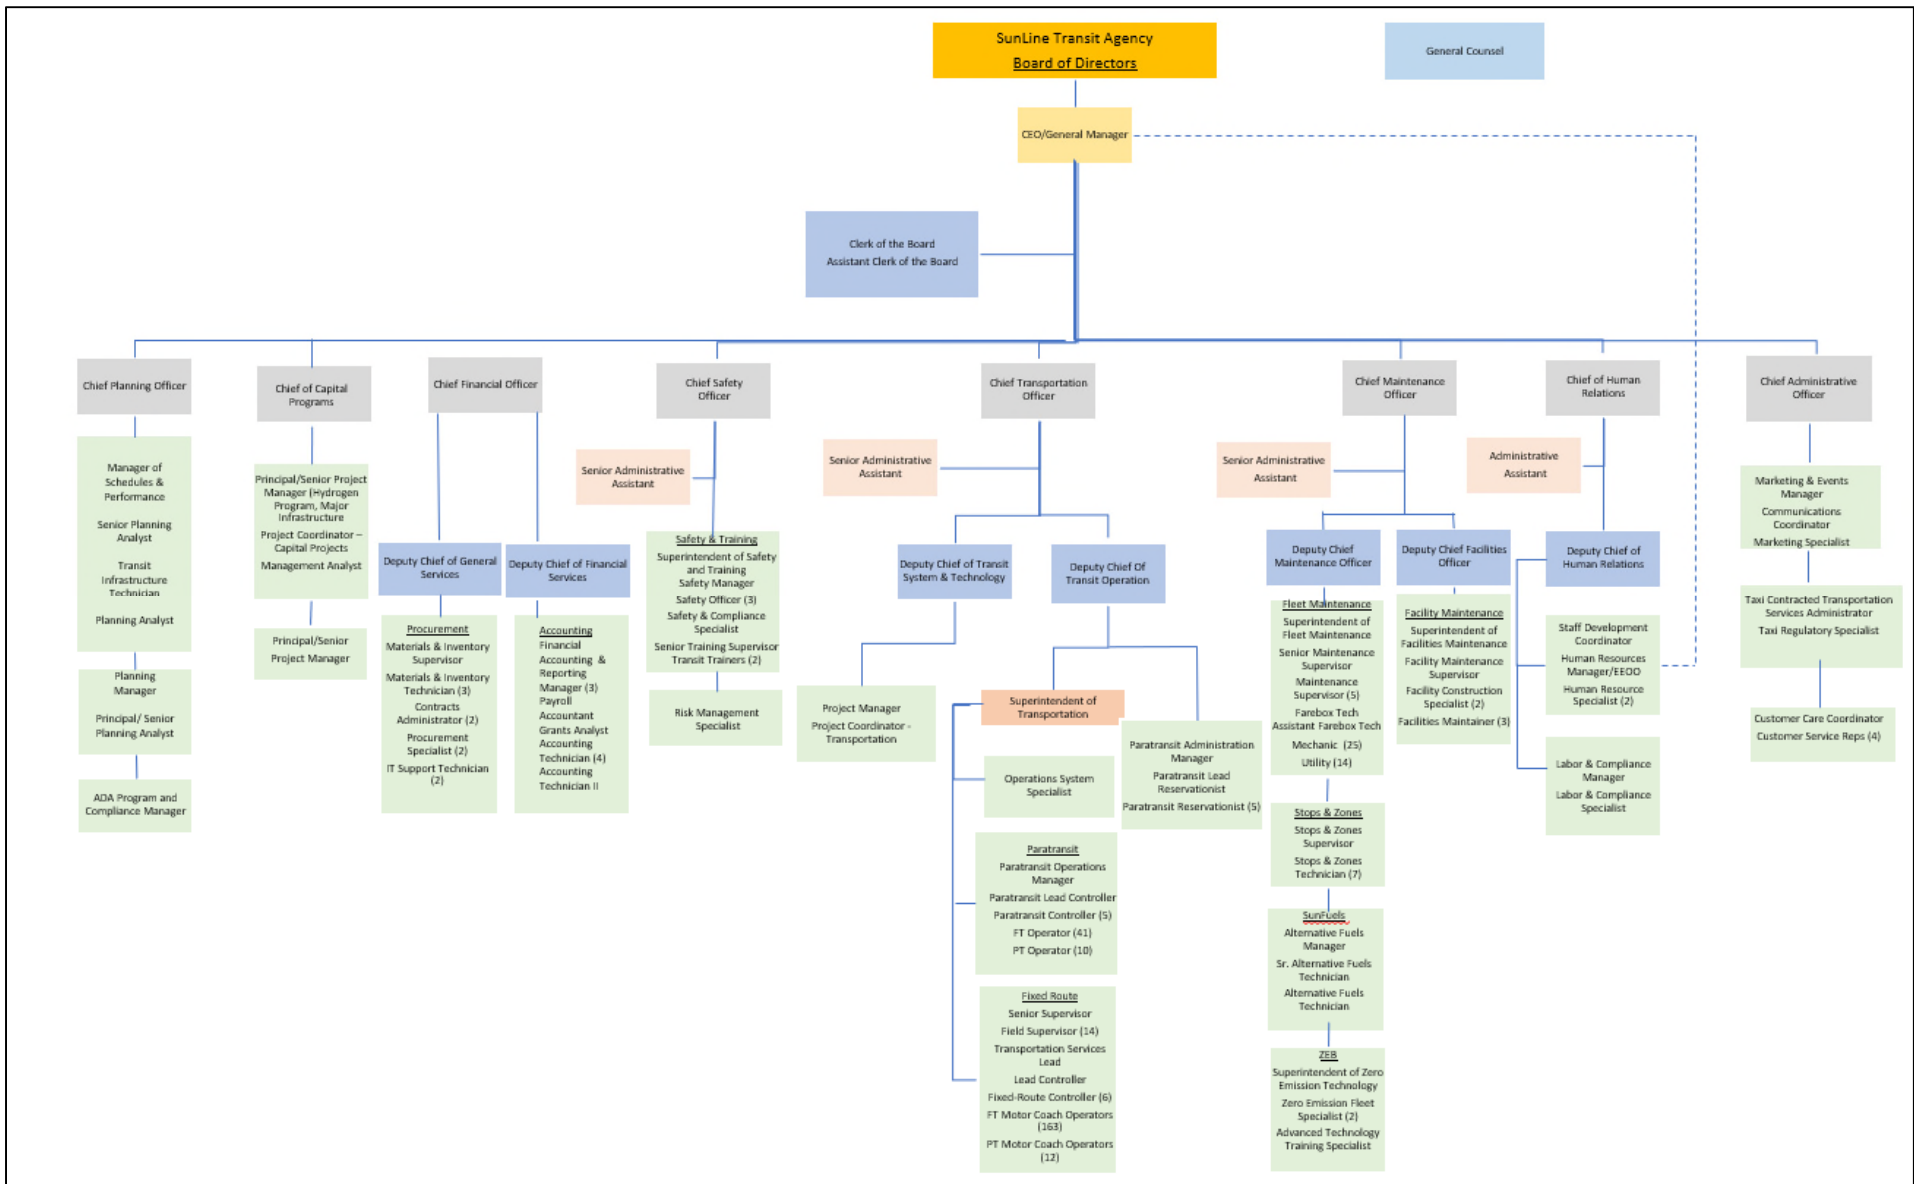 SunLine Transit Agency
Board of Directors
General Counsel
CEO/General Manager
Clerk of the Board
Assistant Clerk of the Board
Chief Planning Officer
Chief of Capital
Programs
Chief Financial Officer
Chief Safety
Officer
Chief Transportation
Officer
Chief Maintenance
Officer
Chief of Human
Relations
Chief Administrative
Officer
Manager of
Schedules &
Performance
Senior Planning
Analyst
Transit
Infrastructure
Technician
Planning Analyst
Planning
Manager
Principal/ Senior
Planning Analyst
ADA Program and
Compliance Manager
Principal/Senior Project
Manager (Hydrogen
Program, Major
Infrastructure
Project Coordinator –
Capital Projects
Management Analyst
Principal/Senior
Project Manager
Deputy Chief of General
Services
Procurement
Materials & Inventory
Supervisor
Materials & Inventory
Technician (3)
Contracts
Administrator (2)
Procurement
Specialist (2)
IT Support Technician
(2)
Deputy Chief of Financial
Services
Accounting
Financial
Accounting &
Reporting
Manager (3)
Payroll
Accountant
Grants Analyst
Accounting
Technician (4)
Accounting
Technician II
Senior Administrative
Assistant
Safety & Training
Superintendent of Safety
and Training
Safety Manager
Safety Officer (3)
Safety & Compliance
Specialist
Senior Training Supervisor
Transit Trainers (2)
Risk Management
Specialist
Senior Administrative
Assistant
Deputy Chief of Transit
System & Technology
Project Manager
Project Coordinator -
Transportation
Deputy Chief Of
Transit Operation
Superintendent of
Transportation
Operations System
Specialist
Paratransit
Paratransit Operations
Manager
Paratransit Lead Controller
Paratransit Controller (5)
FT Operator (41)
PT Operator (10)
Fixed Route
Senior Supervisor
Field Supervisor (14)
Transportation Services
Lead
Lead Controller
Fixed-Route Controller (6)
FT Motor Coach Operators
(163)
PT Motor Coach Operators
(12)
Paratransit Administration
Manager
Paratransit Lead
Reservationist
Paratransit Reservationist (5)
Senior Administrative
Assistant
Deputy Chief
Maintenance Officer
Fleet Maintenance
Superintendent of
Fleet Maintenance
Senior Maintenance
Supervisor
Maintenance
Supervisor (5)
Farebox Tech
Assistant Farebox Tech
Mechanic (25)
Utility (14)
Stops & Zones
Stops & Zones
Supervisor
Stops & Zones
Technician (7)
SunFuels
Alternative Fuels
Manager
Sr. Alternative Fuels
Technician
Alternative Fuels
Technician
ZEB
Superintendent of Zero
Emission Technology
Zero Emission Fleet
Specialist (2)
Advanced Technology
Training Specialist
Deputy Chief Facilities
Officer
Facility Maintenance
Superintendent of
Facilities Maintenance
Facility Maintenance
Supervisor
Facility Construction
Specialist (2)
Facilities Maintainer (3)
Administrative
Assistant
Deputy Chief of
Human Relations
Staff Development
Coordinator
Human Resources
Manager/EEOO
Human Resource
Specialist (2)
Labor & Compliance
Manager
Labor & Compliance
Specialist
Marketing & Events
Manager
Communications
Coordinator
Marketing Specialist
Taxi Contracted Transportation
Services Administrator
Taxi Regulatory Specialist
Customer Care Coordinator
Customer Service Reps (4)